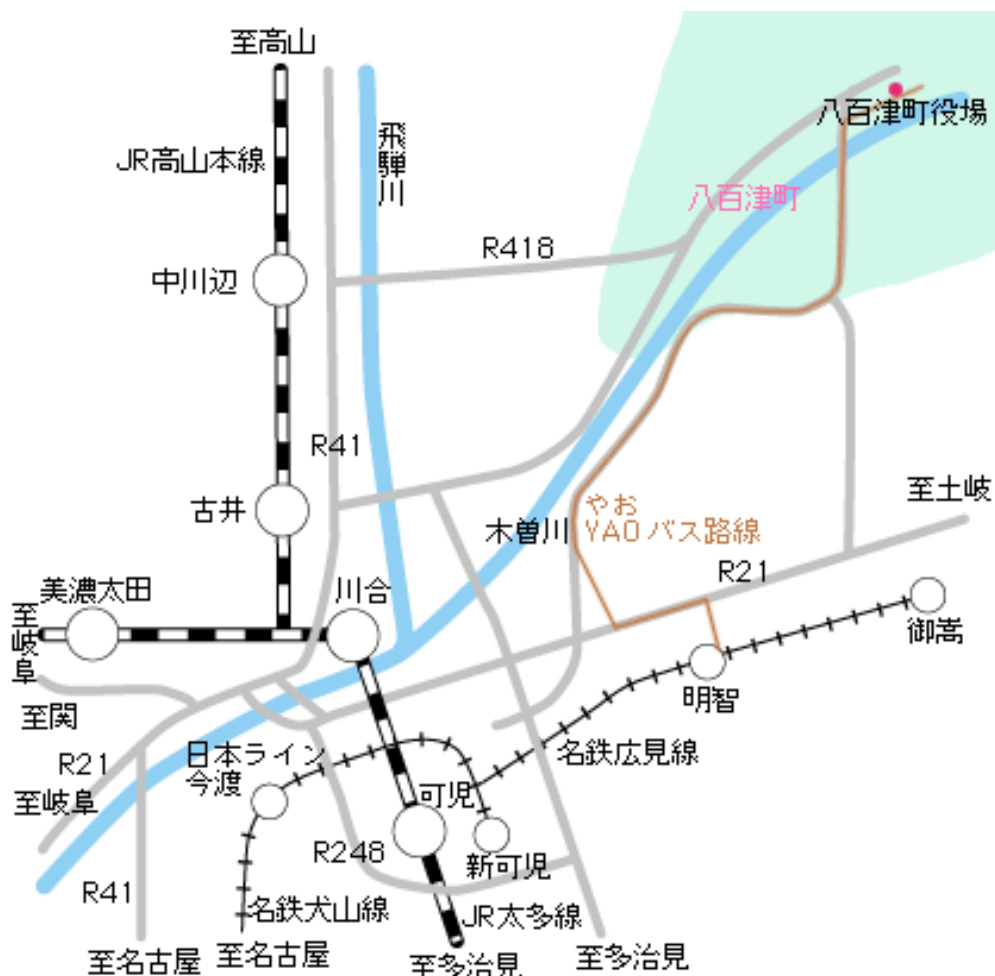 至高山
JR高山本線
飛騨川
八百津町役場
八百津町
R418
中川辺
R41
古井
木曽川
やお
YAOバス路線
至土岐
R21
美濃太田
川合
至岐阜
御嵩
明智
至関
R21
日本ライン
今渡
名鉄広見線
至岐阜
可児
R248
新可児
R41
名鉄犬山線
JR太多線
至名古屋
至名古屋
至多治見
至多治見